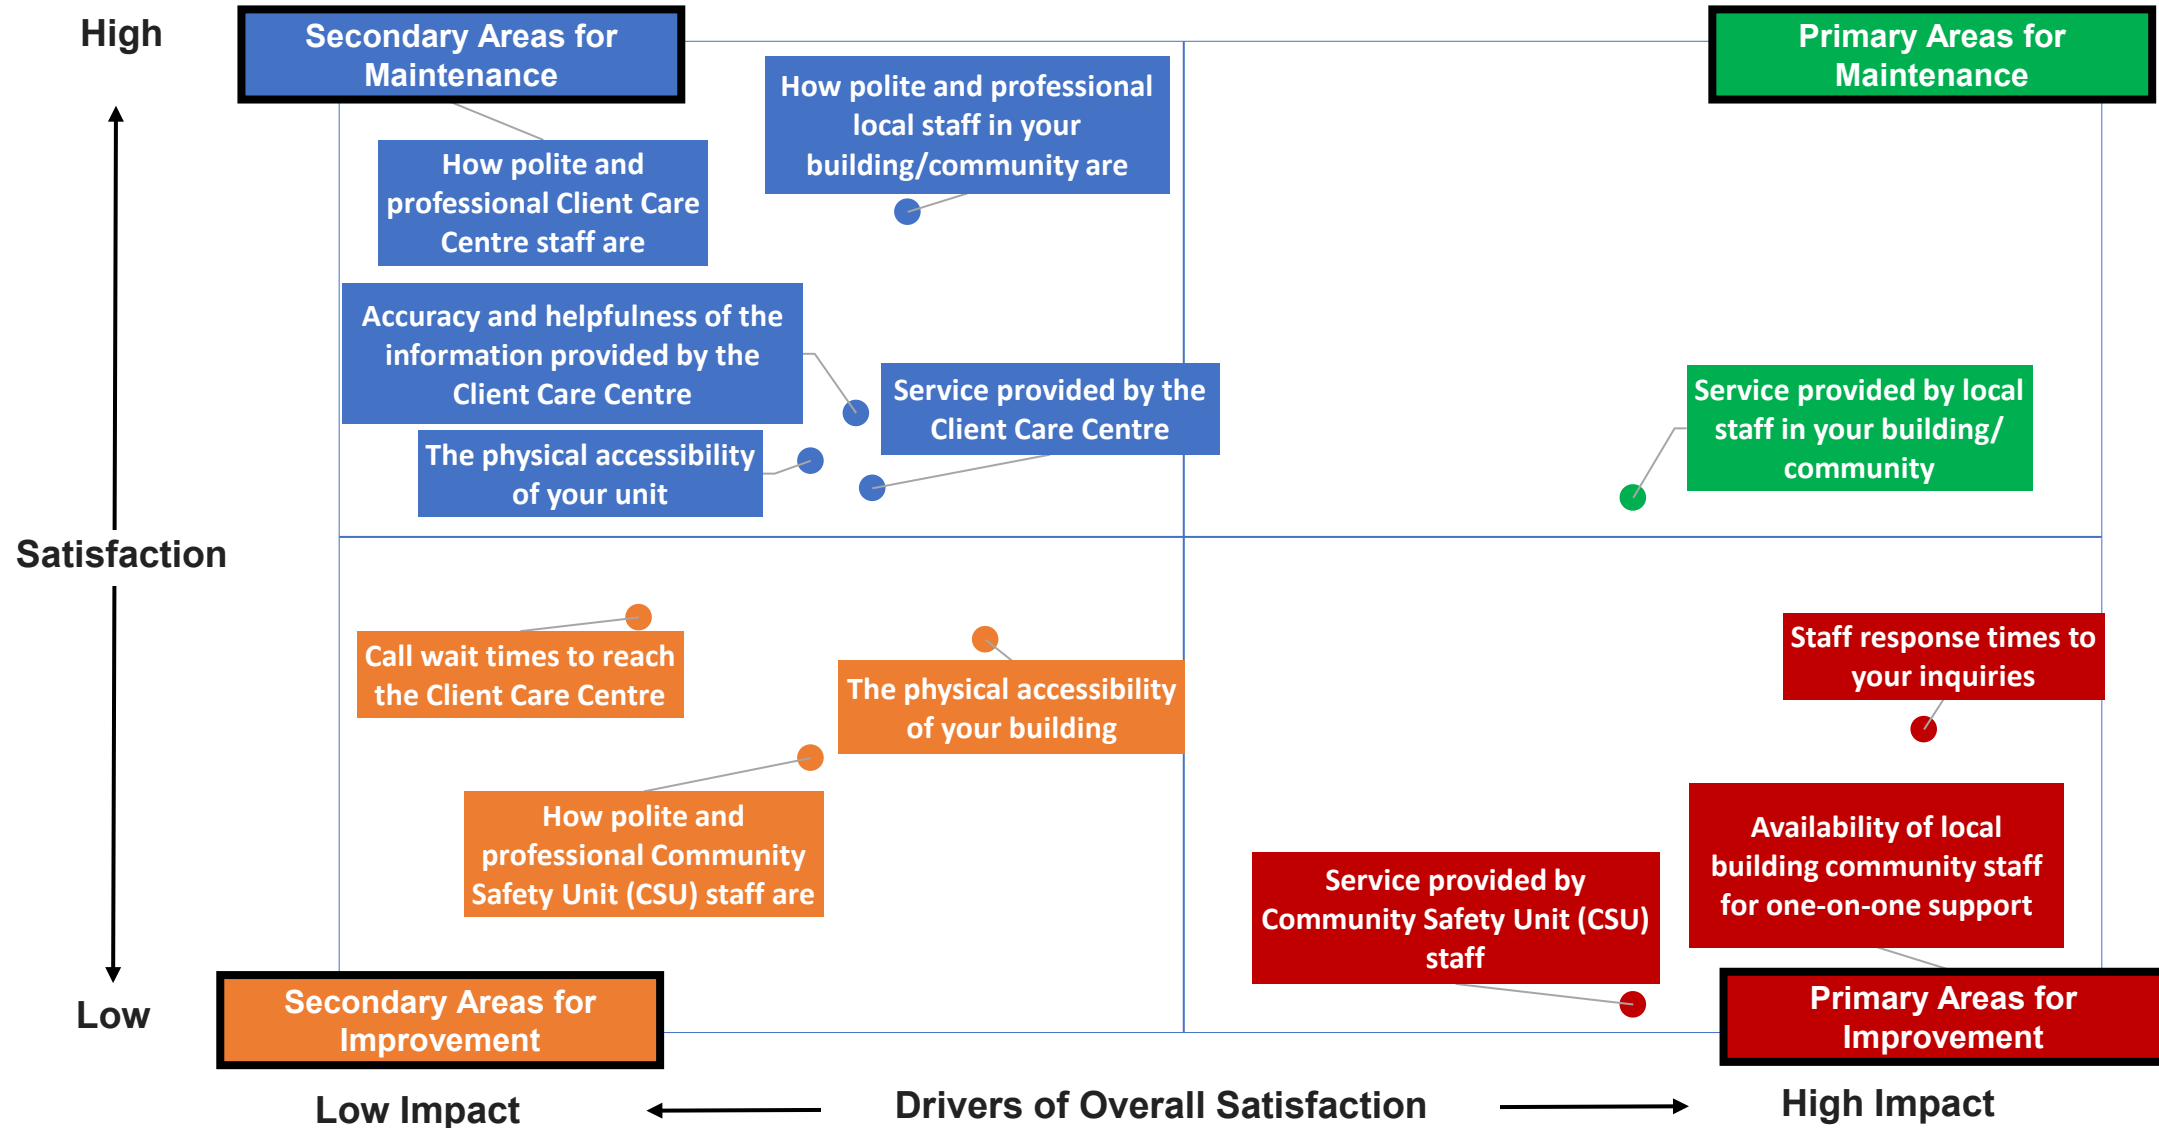 High
Secondary Areas for
Maintenance
Primary Areas for
Maintenance
How polite and professional
local staff in your
building/community are
How polite and
professional Client Care
Centre staff are
Accuracy and helpfulness of the
information provided by the
Client Care Centre
Service provided by the
Client Care Centre
Service provided by local
staff in your building/
community
The physical accessibility
of your unit
Satisfaction
Call wait times to reach
the Client Care Centre
The physical accessibility
of your building
Staff response times to
your inquiries
How polite and
professional Community
Safety Unit (CSU) staff are
Service provided by
Community Safety Unit (CSU)
staff
Availability of local
building community staff
for one-on-one support
Low
Secondary Areas for
Improvement
Primary Areas for
Improvement
Low Impact
Drivers of Overall Satisfaction
High Impact